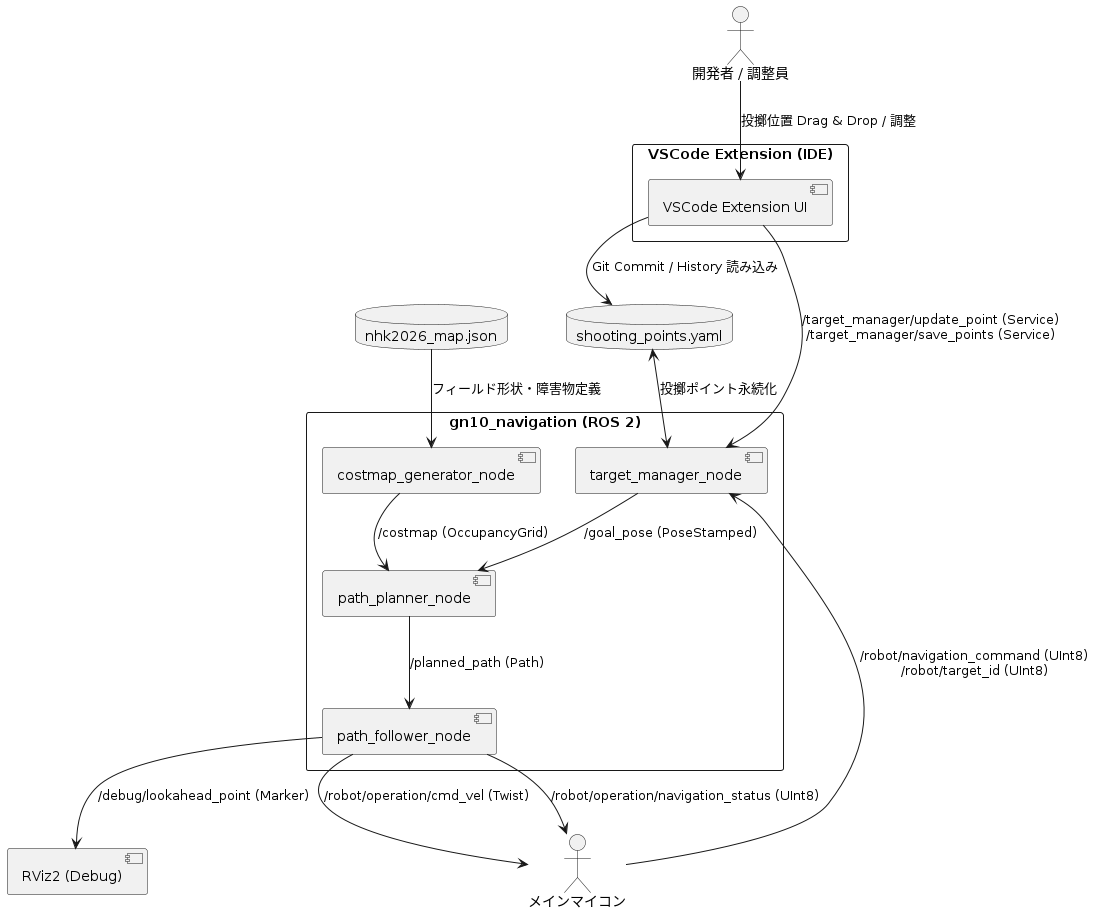 開発者 / 調整員
投擲位置 Drag & Drop / 調整
VSCode Extension (IDE)
VSCode Extension UI
Git Commit / History 読み込み
/target_manager/update_point (Service)
/target_manager/save_points (Service)
nhk2026_map.json
shooting_points.yaml
フィールド形状・障害物定義
投擲ポイント永続化
gn10_navigation (ROS 2)
costmap_generator_node
target_manager_node
/costmap (OccupancyGrid)
/goal_pose (PoseStamped)
path_planner_node
/planned_path (Path)
/robot/navigation_command (UInt8)
/robot/target_id (UInt8)
path_follower_node
/debug/lookahead_point (Marker)
/robot/operation/cmd_vel (Twist)
/robot/operation/navigation_status (UInt8)
RViz2 (Debug)
メインマイコン